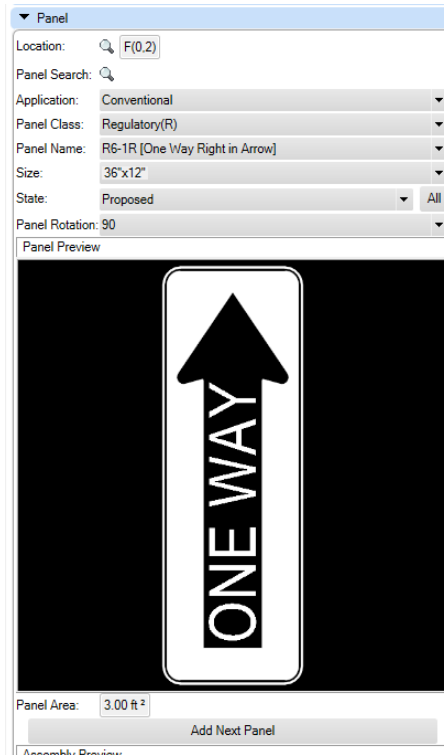 Panel
Location: F(0,2)
Panel Search:
Application: Conventional
Panel Class: Regulatory(R)
Panel Name: R6-1R [One Way Right in Arrow]
Size: 36"x12"
State: Proposed All
Panel Rotation: 90
Panel Preview
ONE WAY
Panel Area: 3.00 ft ²
Add Next Panel
Assembly Preview